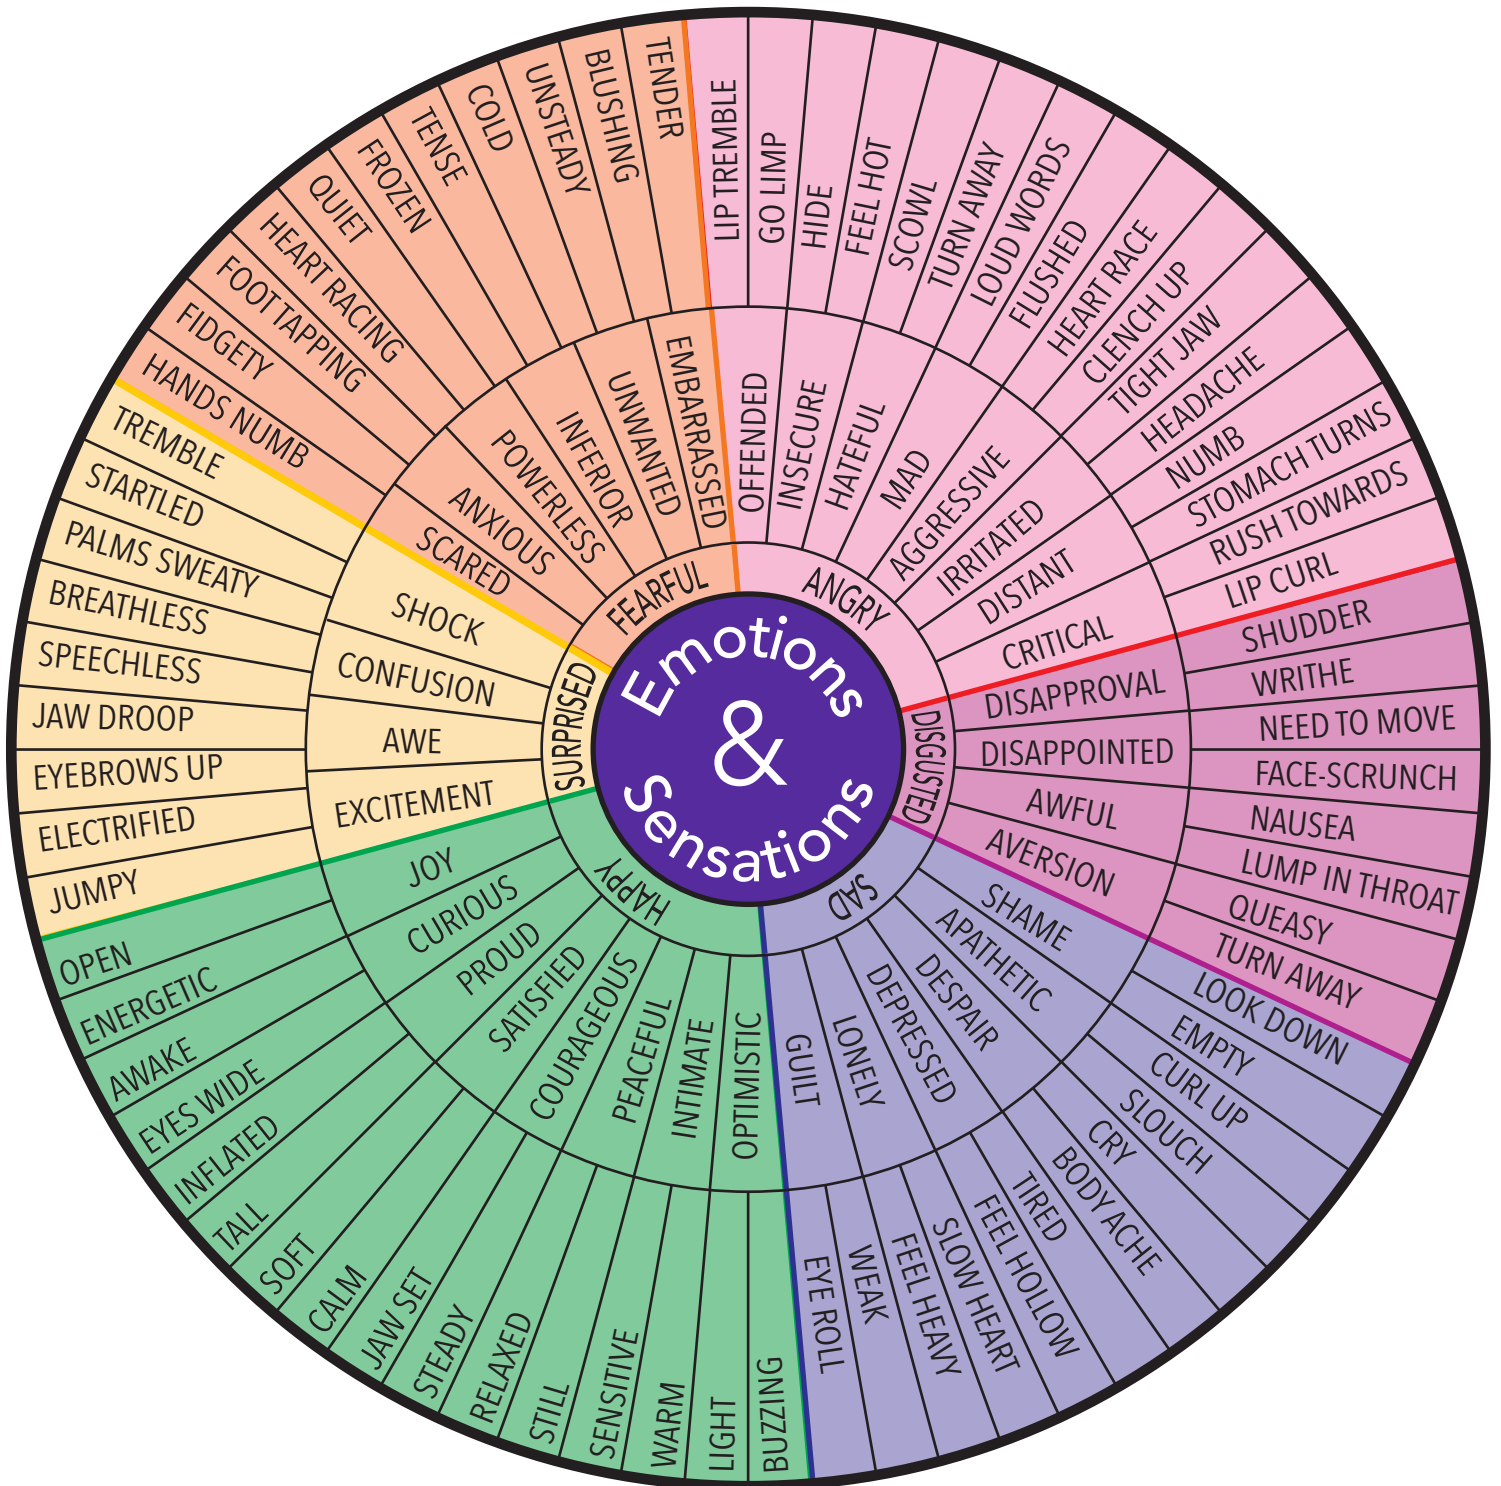 Emotions
&
Sensations
ANGRY
OFFENDED
INSECURE
HATEFUL
MAD
AGGRESSIVE
IRRITATED
DISTANT
CRITICAL
LIP TREMBLE
GO LIMP
HIDE
FEEL HOT
SCOWL
TURN AWAY
LOUD WORDS
FLUSHED
HEART RACE
CLENCH UP
TIGHT JAW
HEADACHE
NUMB
STOMACH TURNS
RUSH TOWARDS
LIP CURL
DISGUSTED
DISAPPROVAL
DISAPPOINTED
AWFUL
AVERSION
SHUDDER
WRITHE
NEED TO MOVE
FACE-SCRUNCH
NAUSEA
LUMP IN THROAT
QUEASY
TURN AWAY
SAD
SHAME
APATHETIC
DESPAIR
DEPRESSED
LONELY
GUILT
LOOK DOWN
EMPTY
CURL UP
SLOUCH
CRY
BODY ACHE
TIRED
FEEL HOLLOW
SLOW HEART
FEEL HEAVY
WEAK
EYE ROLL
HAPPY
OPTIMISTIC
INTIMATE
PEACEFUL
COURAGEOUS
SATISFIED
PROUD
CURIOUS
JOY
BUZZING
LIGHT
WARM
SENSITIVE
STILL
RELAXED
STEADY
JAW SET
CALM
SOFT
TALL
INFLATED
EYES WIDE
AWAKE
ENERGETIC
OPEN
SURPRISED
EXCITEMENT
AWE
CONFUSION
SHOCK
JUMPY
ELECTRIFIED
EYEBROWS UP
JAW DROOP
SPEECHLESS
BREATHLESS
PALMS SWEATY
STARTLED
TREMBLE
FEARFUL
SCARED
ANXIOUS
POWERLESS
INFERIOR
UNWANTED
EMBARRASSED
HANDS NUMB
FIDGETY
FOOTTAPPING
HEART RACING
QUIET
FROZEN
TENSE
COLD
UNSTEADY
BLUSHING
TENDER